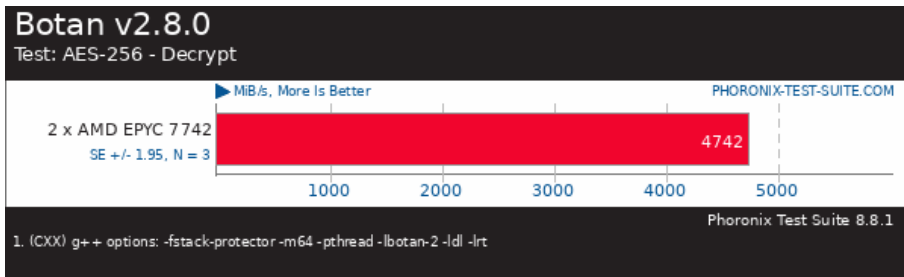 Botan v2.8.0
Test: AES-256 - Decrypt
MiB/s, More Is Better
PHORONIX-TEST-SUITE.COM
2 x AMD EPYC 7742
SE +/- 1.95, N = 3
4742
1000 2000 3000 4000 5000
Phoronix Test Suite 8.8.1
1. (CXX) g++ options: -fstack-protector -m64 -pthread -lbotan-2 -ldl -lrt